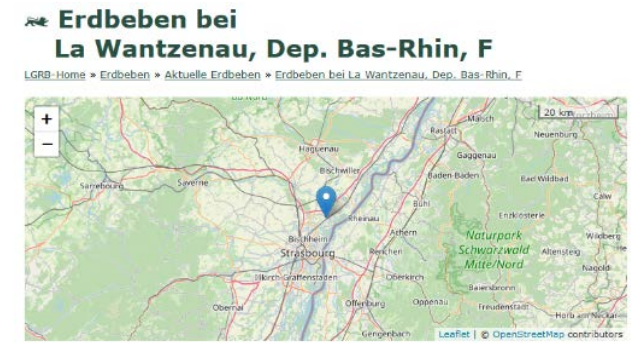 Erdbeben bei
La Wantzenau, Dep. Bas-Rhin, F
LGRB-Home » Erdbeben » Aktuelle Erdbeben » Erdbeben bei La Wantzenau, Dep. Bas-Rhin, F
+
20 km
Malsch
−
Rastatt
Neuenbürg
Haguenau
Gaggenau
Bischwiller
Baden-Baden
Bad Wildbad
Sarrebourg
Saverne
Calw
Bühl
Rheinau
Enzklösterle
Achern
Naturpark
Wildberg
Bischheim
Schwarzwald
Strasbourg
Renchen
Mitte/Nord
Altensteig
Nagold
Illkirch-Graffenstaden
Oberkirch
Baiersbronn
Obernai
Offenburg
Oppenau
Freudenstadt
Horb am Neckar
Gengenbach
Leaflet | © OpenStreetMap contributors